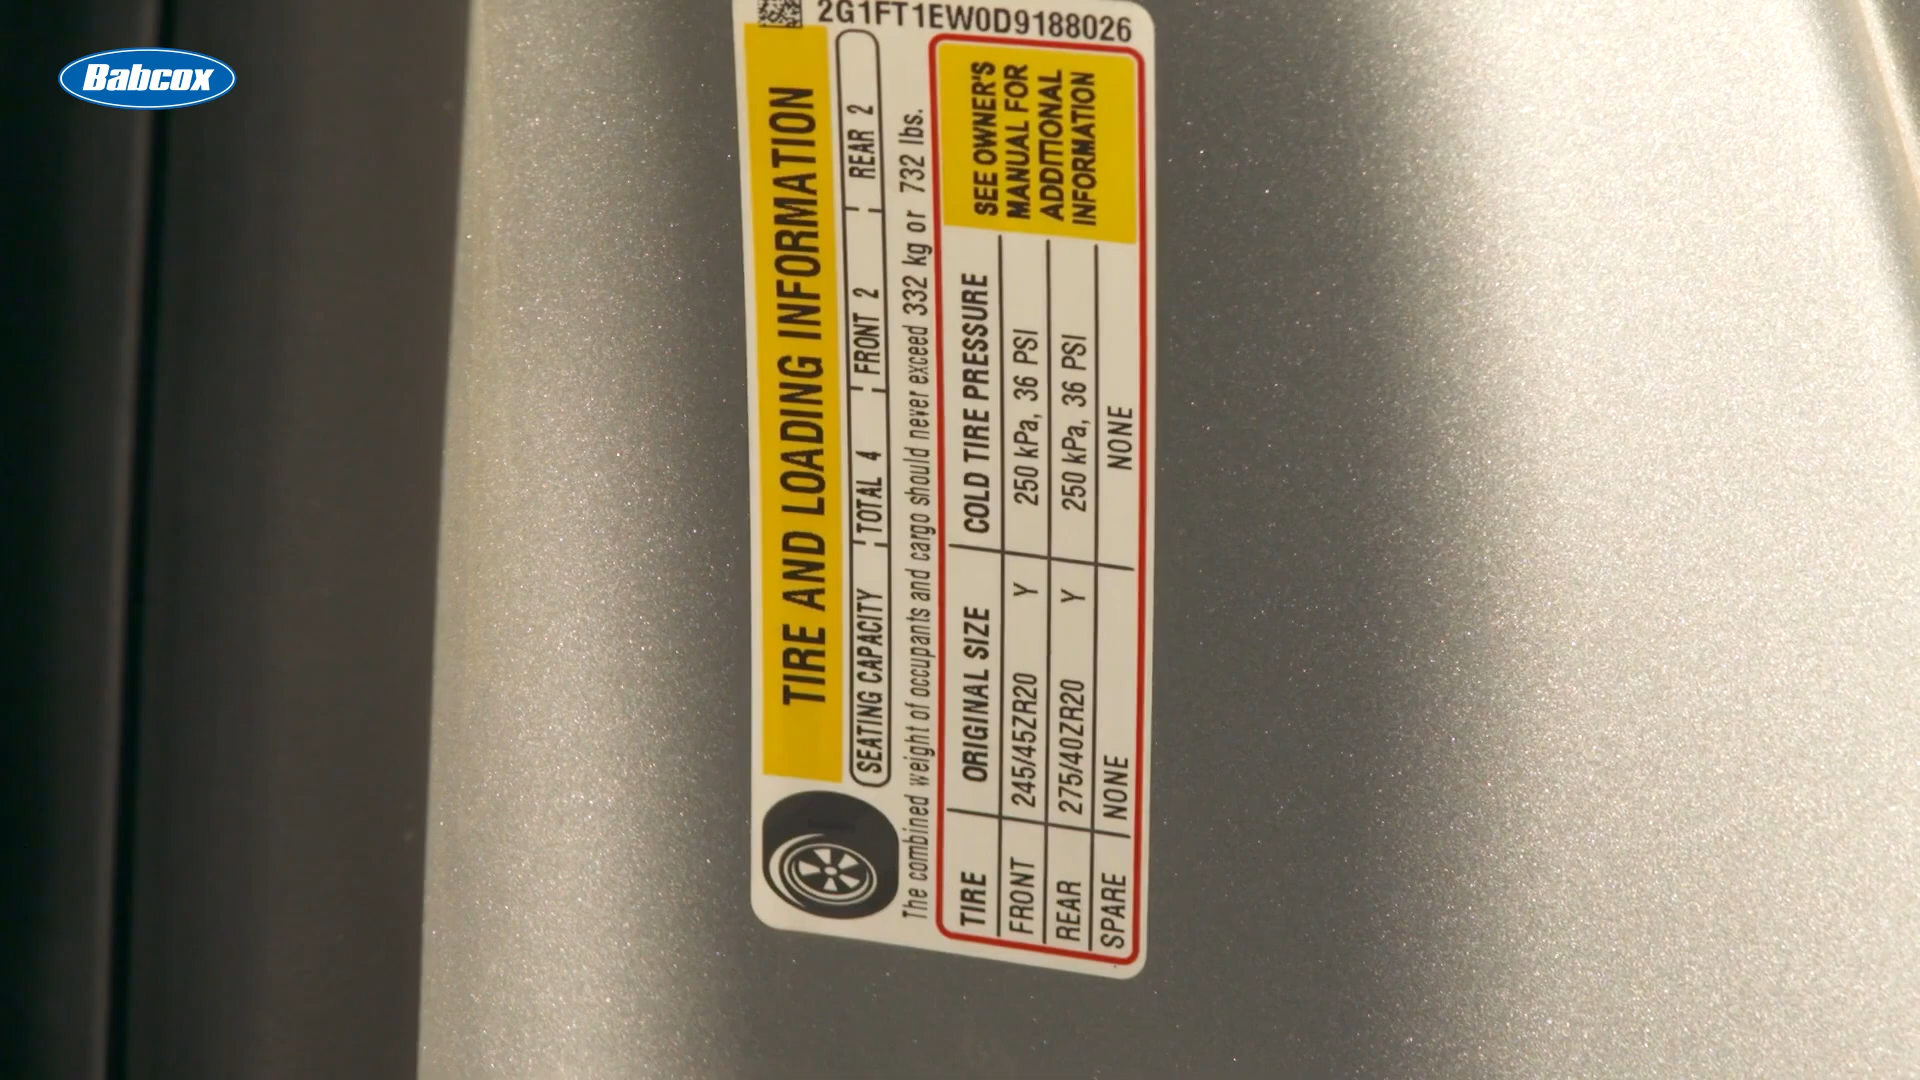 Babcox
2G1FT1EW0D9188026
TIRE AND LOADING INFORMATION
SEATING CAPACITY TOTAL 4 FRONT 2 REAR 2
The combined weight of occupants and cargo should never exceed 332 kg or 732 lbs.
TIRE ORIGINAL SIZE COLD TIRE PRESSURE
FRONT 245/45ZR20 Y 250 kPa, 36 PSI
REAR 275/40ZR20 Y 250 kPa, 36 PSI
SPARE NONE NONE
SEE OWNER'S
MANUAL FOR
ADDITIONAL
INFORMATION